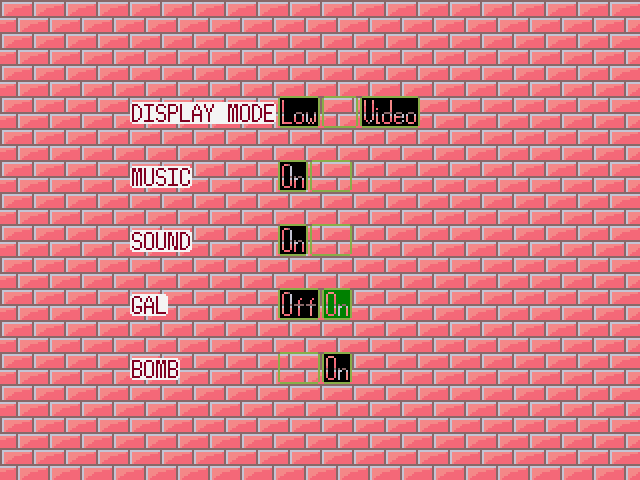 DISPLAY MODE Low Video
MUSIC On
SOUND On
GAL Off On
BOMB On